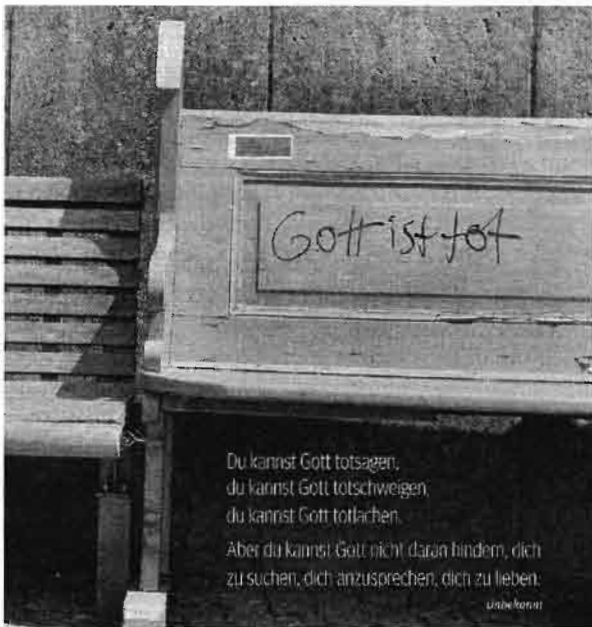 Gott ist tot
Du kannst Gott totsagen,
du kannst Gott totschweigen,
du kannst Gott totlachen.
Aber du kannst Gott nicht daran hindern, dich
zu suchen, dich anzusprechen, dich zu lieben.
unbekannt